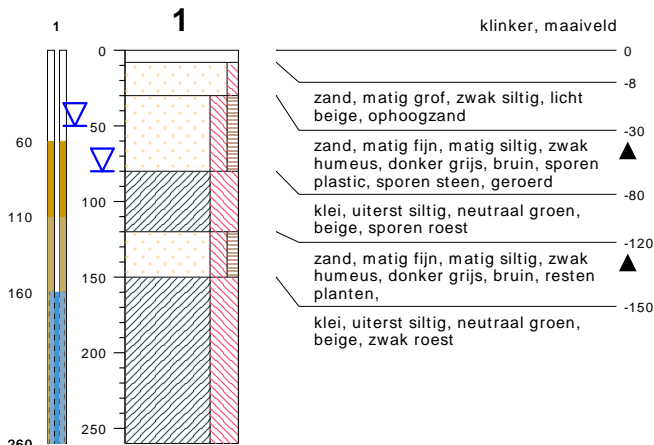 1
1
klinker, maaiveld
0
0
-8
zand, matig grof, zwak siltig, licht
beige, ophoogzand
-30
50
60
zand, matig fijn, matig siltig, zwak
humeus, donker grijs, bruin, sporen
plastic, sporen steen, geroerd
-80
100
110
klei, uiterst siltig, neutraal groen,
beige, sporen roest
-120
zand, matig fijn, matig siltig, zwak
humeus, donker grijs, bruin, resten
planten,
150
160
-150
klei, uiterst siltig, neutraal groen,
beige, zwak roest
200
250
260